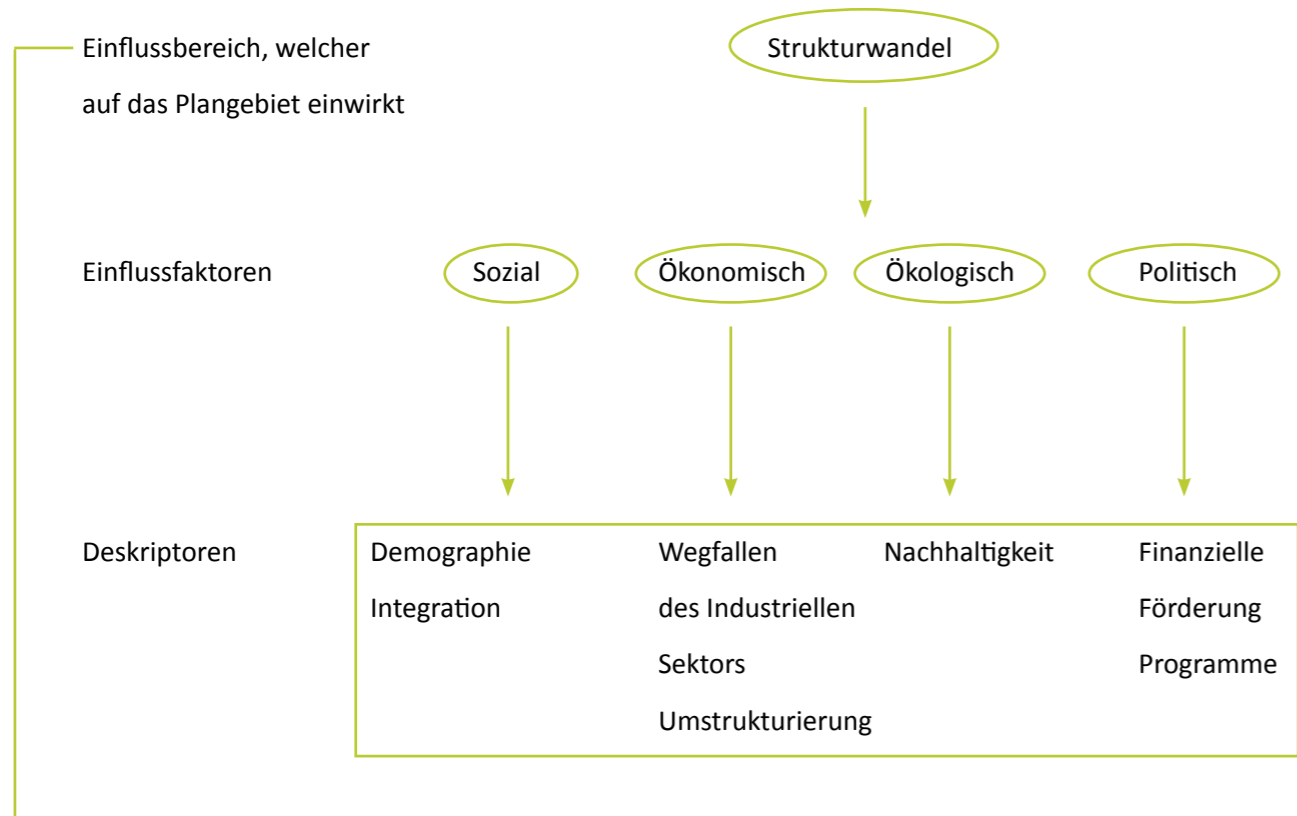 Einflussbereich, welcher
auf das Plangebiet einwirkt
Strukturwandel
Einflussfaktoren
Sozial
Ökonomisch
Ökologisch
Politisch
Deskriptoren
Demographie
Integration
Wegfallen
des Industriellen
Sektors
Umstrukturierung
Nachhaltigkeit
Finanzielle
Förderung
Programme